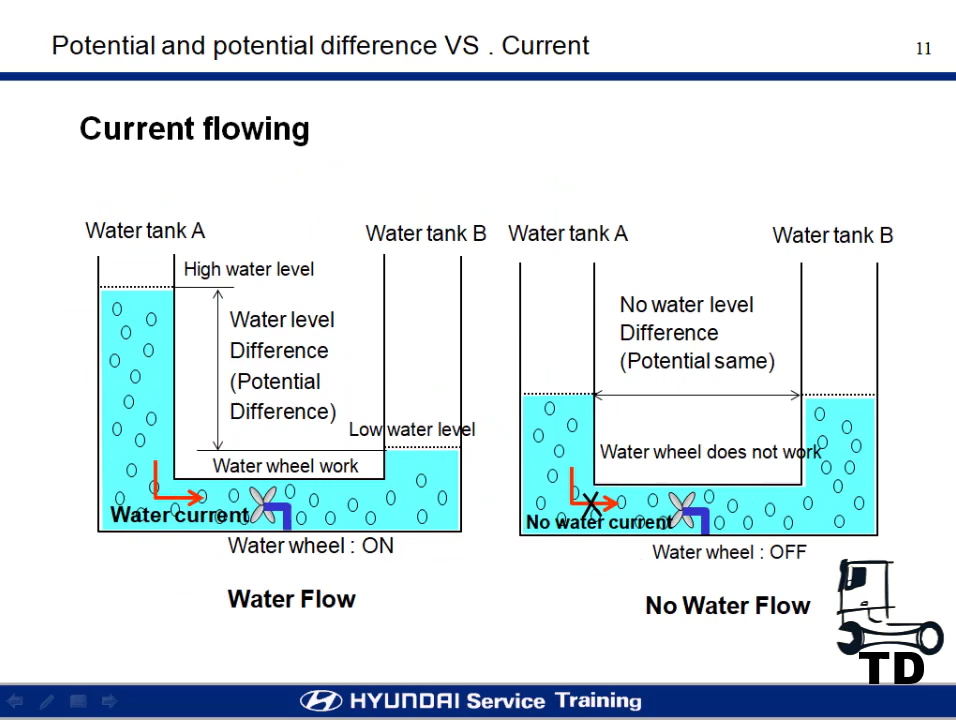 Potential and potential difference VS . Current
11
Current flowing
Water tank A
Water tank B
High water level
Water level
Difference
(Potential
Difference)
Low water level
Water wheel work
Water current
Water wheel : ON
Water Flow
Water tank A
Water tank B
No water level
Difference
(Potential same)
Water wheel does not work
No water current
Water wheel : OFF
No Water Flow
TD
HYUNDAI Service Training